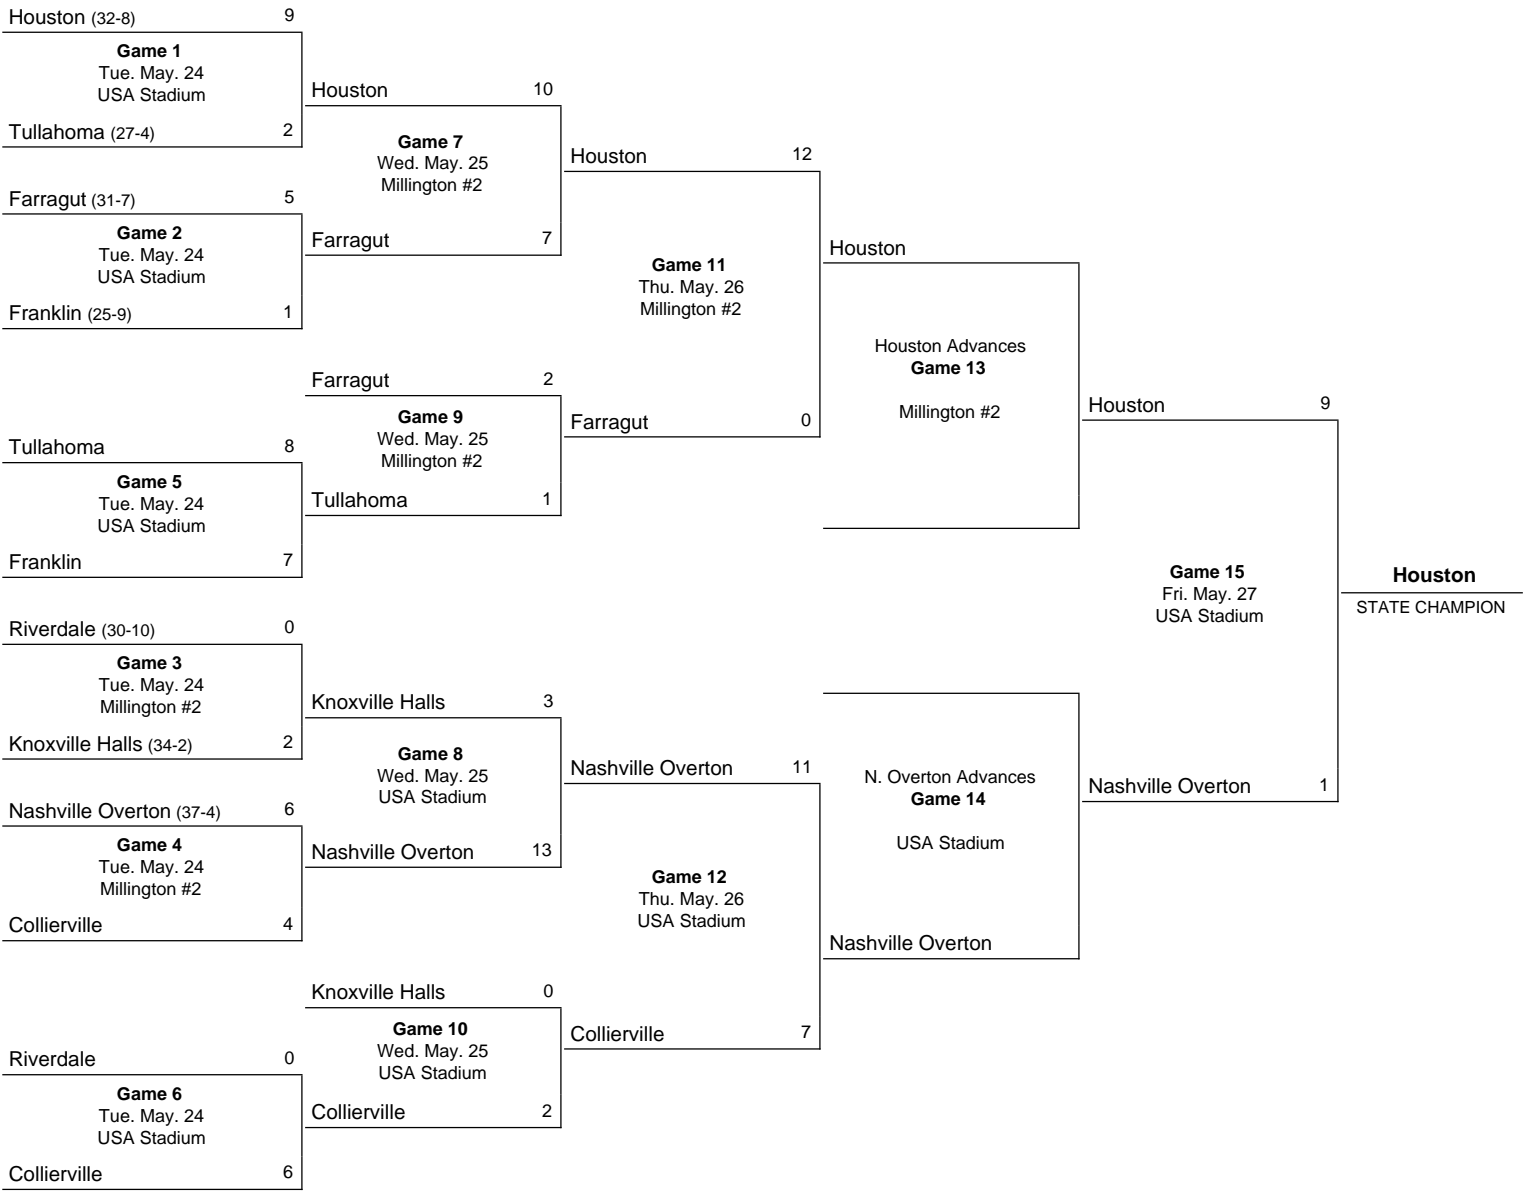 Houston (32-8) 9
Game 1
Tue. May. 24
USA Stadium
Tullahoma (27-4) 2
Farragut (31-7) 5
Game 2
Tue. May. 24
USA Stadium
Franklin (25-9) 1
Tullahoma 8
Game 5
Tue. May. 24
USA Stadium
Franklin 7
Riverdale (30-10) 0
Game 3
Tue. May. 24
Millington #2
Knoxville Halls (34-2) 2
Nashville Overton (37-4) 6
Game 4
Tue. May. 24
Millington #2
Collierville 4
Riverdale 0
Game 6
Tue. May. 24
USA Stadium
Collierville 6
Houston 10
Game 7
Wed. May. 25
Millington #2
Farragut 7
Farragut 2
Game 9
Wed. May. 25
Millington #2
Tullahoma 1
Knoxville Halls 3
Game 8
Wed. May. 25
USA Stadium
Nashville Overton 13
Knoxville Halls 0
Game 10
Wed. May. 25
USA Stadium
Collierville 2
Houston 12
Game 11
Thu. May. 26
Millington #2
Farragut 0
Nashville Overton 11
Game 12
Thu. May. 26
USA Stadium
Collierville 7
Houston
Houston Advances
Game 13
Millington #2
N. Overton Advances
Game 14
USA Stadium
Nashville Overton
Houston 9
Game 15
Fri. May. 27
USA Stadium
Nashville Overton 1
Houston
STATE CHAMPION